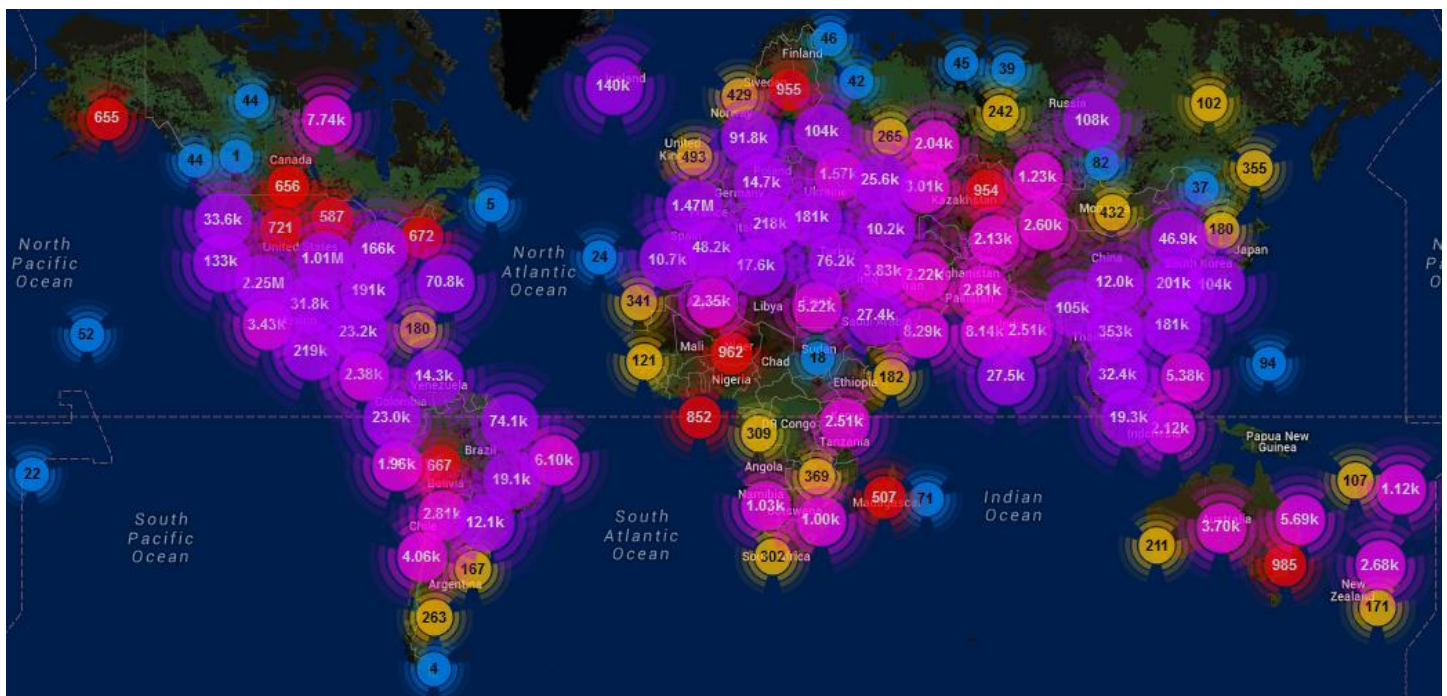 46
Finland
45
39
140k
Iceland
42
955
429
Norway
44
7.74k
Russia
102
655
242
108k
104k
265
91.8k
United
493
2.04k
44
1
Canada
82
355
656
14.7k
1.57k
25.6k
3.01k
954
1.23k
37
Germany
Ukraine
Kazakhstan
5
1.47M
432
33.6k
587
721
672
218k
181k
10.2k
2.60k
180
46.9k
Japan
North
Pacific
Ocean
United States
166k
2.13k
North
Atlantic
Ocean
24
10.7k
48.2k
17.6k
76.2k
3.83k
2.22k
China
South Korea
133k
1.01M
2.25M
70.8k
2.81k
12.0k
201k
104k
191k
31.8k
341
2.35k
Libya
5.22k
27.4k
105k
3.43k
23.2k
180
8.29k
8.14k
2.51k
353k
181k
52
219k
Mali
962
Chad
Sudan
18
121
Nigeria
Ethiopia
182
94
2.38k
14.3k
Venezuela
27.5k
32.4k
5.38k
Colombia
23.0k
74.1k
852
309
DR Congo
2.51k
Tanzania
19.3k
2.12k
Indonesia
Papua New
Guinea
Brazil
22
1.96k
667
Bolivia
6.10k
19.1k
Angola
369
107
1.12k
Namibia
1.03k
Botswana
1.00k
507
Madagascar
71
Indian
Ocean
South
Pacific
Ocean
2.81k
Chile
12.1k
South
Atlantic
Ocean
3.70k
Australia
5.69k
211
4.06k
167
Argentina
302
South Africa
985
2.68k
New
Zealand
171
263
4